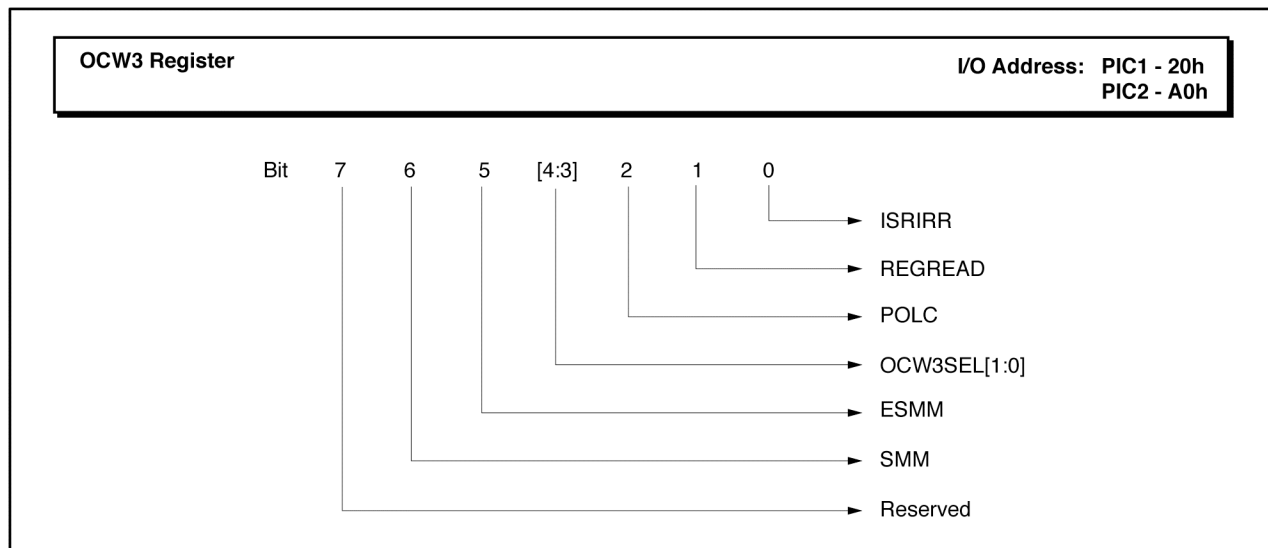 OCW3 Register
I/O Address: PIC1 - 20h
PIC2 - A0h
Bit 7 6 5 [4:3] 2 1 0
ISRIRR
REGREAD
POLC
OCW3SEL[1:0]
ESMM
SMM
Reserved